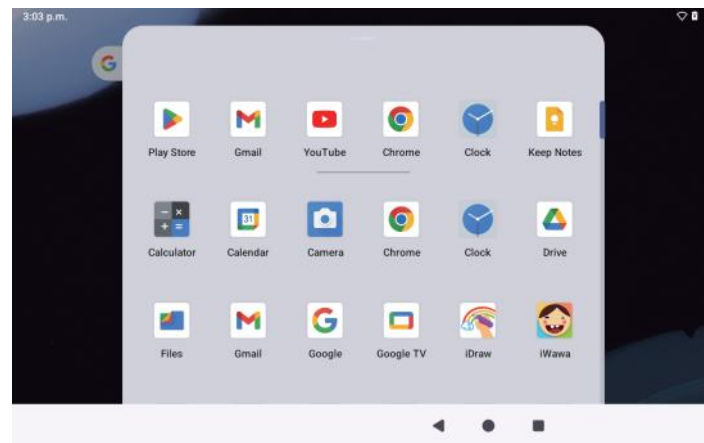 3:03 p.m.
Play Store Gmail YouTube Chrome Clock Keep Notes
31
Calculator Calendar Camera Chrome Clock Drive
Files Gmail Google Google TV iDraw iWawa